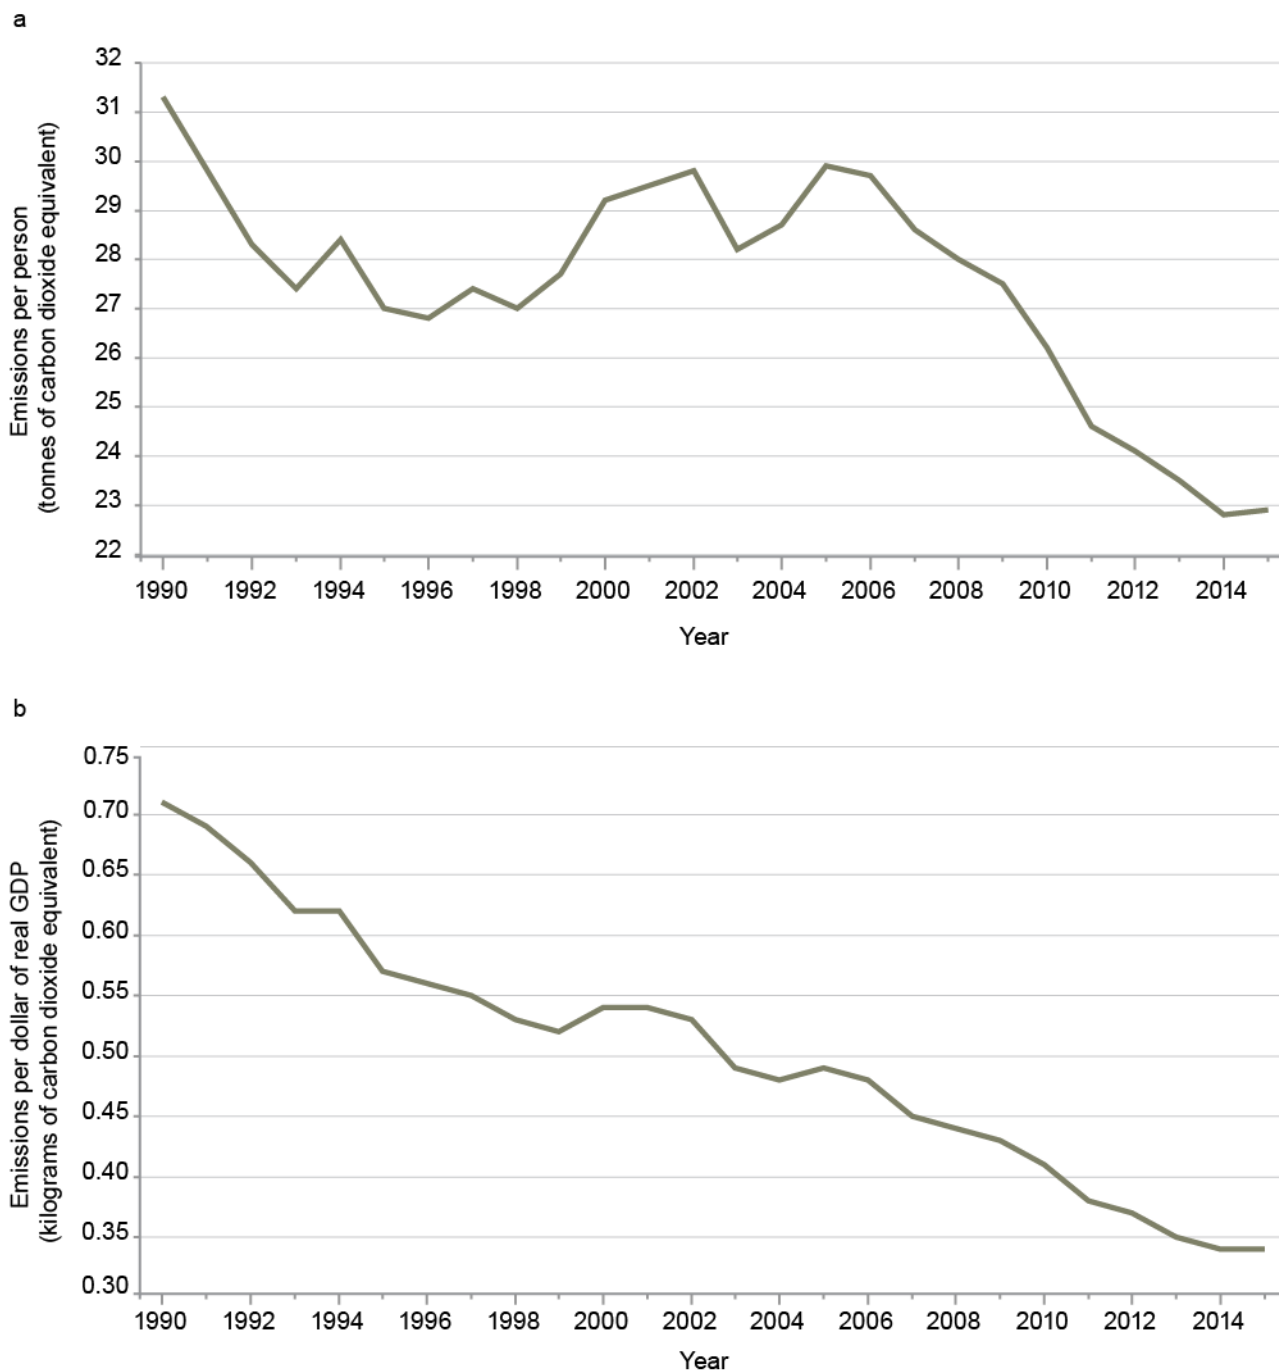 a
Emissions per person
(tonnes of carbon dioxide equivalent)
32
31
30
29
28
27
26
25
24
23
22
1990 1992 1994 1996 1998 2000 2002 2004 2006 2008 2010 2012 2014
Year
b
Emissions per dollar of real GDP
(kilograms of carbon dioxide equivalent)
0.75
0.70
0.65
0.60
0.55
0.50
0.45
0.40
0.35
0.30
1990 1992 1994 1996 1998 2000 2002 2004 2006 2008 2010 2012 2014
Year